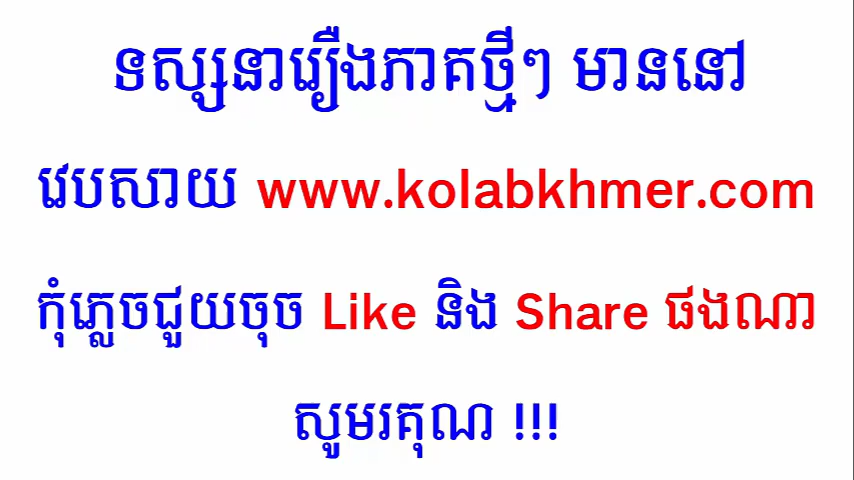 ទស្សនារឿងភាគថ្មីៗ មាននៅ
វេបសាយ www.kolabkhmer.com
កុំភ្លេចជួយចុច Like និង Share ផងណា
សូមរគុណ !!!